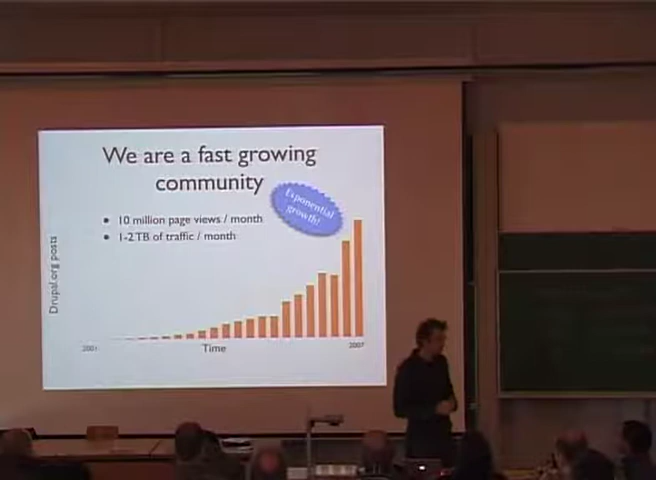 We are a fast growing
community
Exponential
growth!
10 million page views / month
1-2 TB of traffic / month
Drupal.org posts
2001
Time
2007